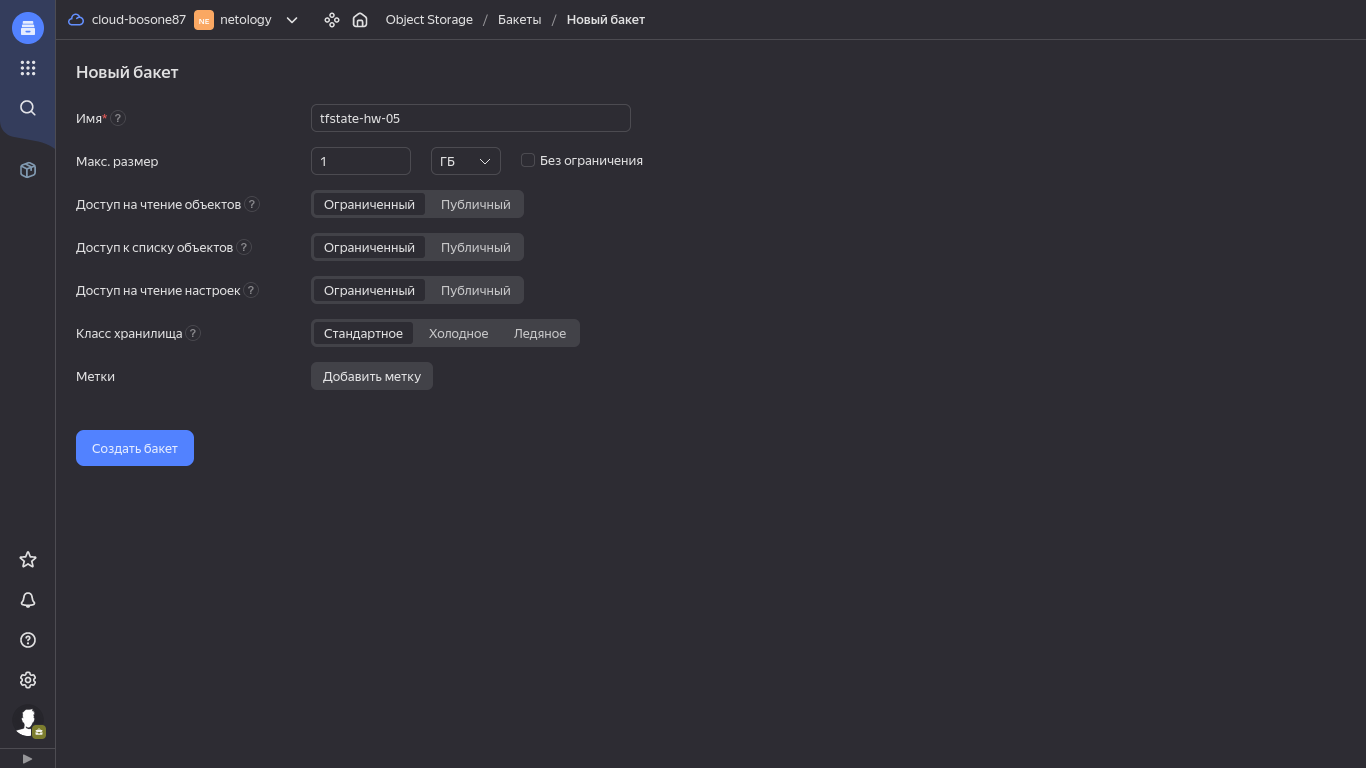 cloud-bosone87 NE netology Object Storage / Бакеты / Новый бакет
Новый бакет
Имя* ? tfstate-hw-05
Макс. размер 1 ГБ Без ограничения
Доступ на чтение объектов ? Ограниченный Публичный
Доступ к списку объектов ? Ограниченный Публичный
Доступ на чтение настроек ? Ограниченный Публичный
Класс хранилища ? Стандартное Холодное Ледяное
Метки Добавить метку
Создать бакет